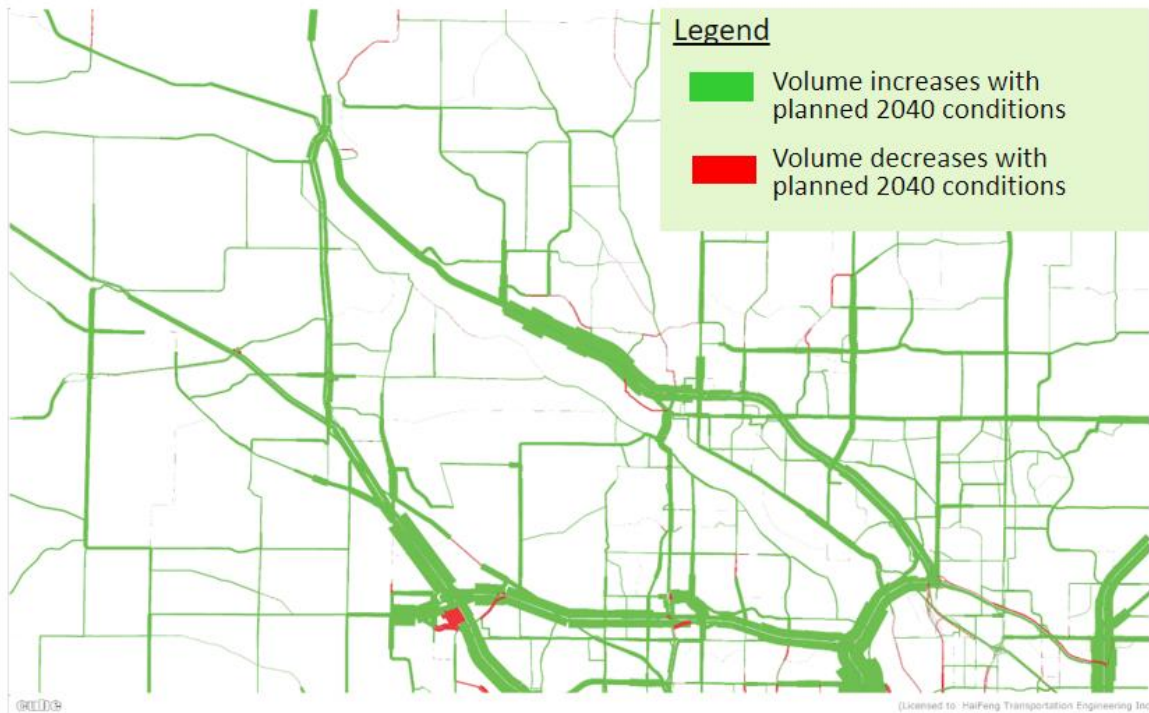 Legend
Volume increases with
planned 2040 conditions
Volume decreases with
planned 2040 conditions
cube
(Licensed to HaiFeng Transportation Engineering Inc